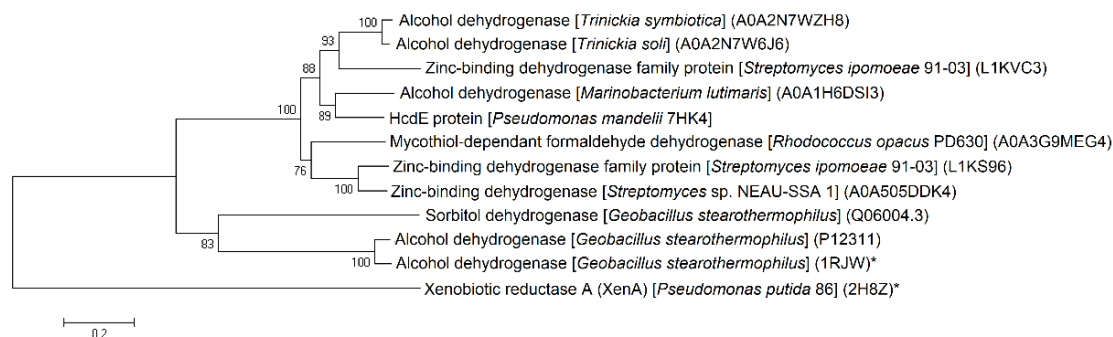 Alcohol dehydrogenase [Trinickia symbiotica] (A0A2N7WZH8)
100
Alcohol dehydrogenase [Trinickia soli] (A0A2N7W6J6)
93
Zinc-binding dehydrogenase family protein [Streptomyces ipomoeae 91-03] (L1KVC3)
88
Alcohol dehydrogenase [Marinobacterium lutimaris] (A0A1H6DSI3)
89
HcdE protein [Pseudomonas mandelii 7HK4]
100
Mycothiol-dependant formaldehyde dehydrogenase [Rhodococcus opacus PD630] (A0A3G9MEG4)
76
Zinc-binding dehydrogenase family protein [Streptomyces ipomoeae 91-03] (L1KS96)
100
Zinc-binding dehydrogenase [Streptomyces sp. NEAU-SSA 1] (A0A505DDK4)
Sorbitol dehydrogenase [Geobacillus stearothermophilus] (Q06004.3)
83
Alcohol dehydrogenase [Geobacillus stearothermophilus] (P12311)
100
Alcohol dehydrogenase [Geobacillus stearothermophilus] (1RJW)*
Xenobiotic reductase A (XenA) [Pseudomonas putida 86] (2H8Z)*
0.2